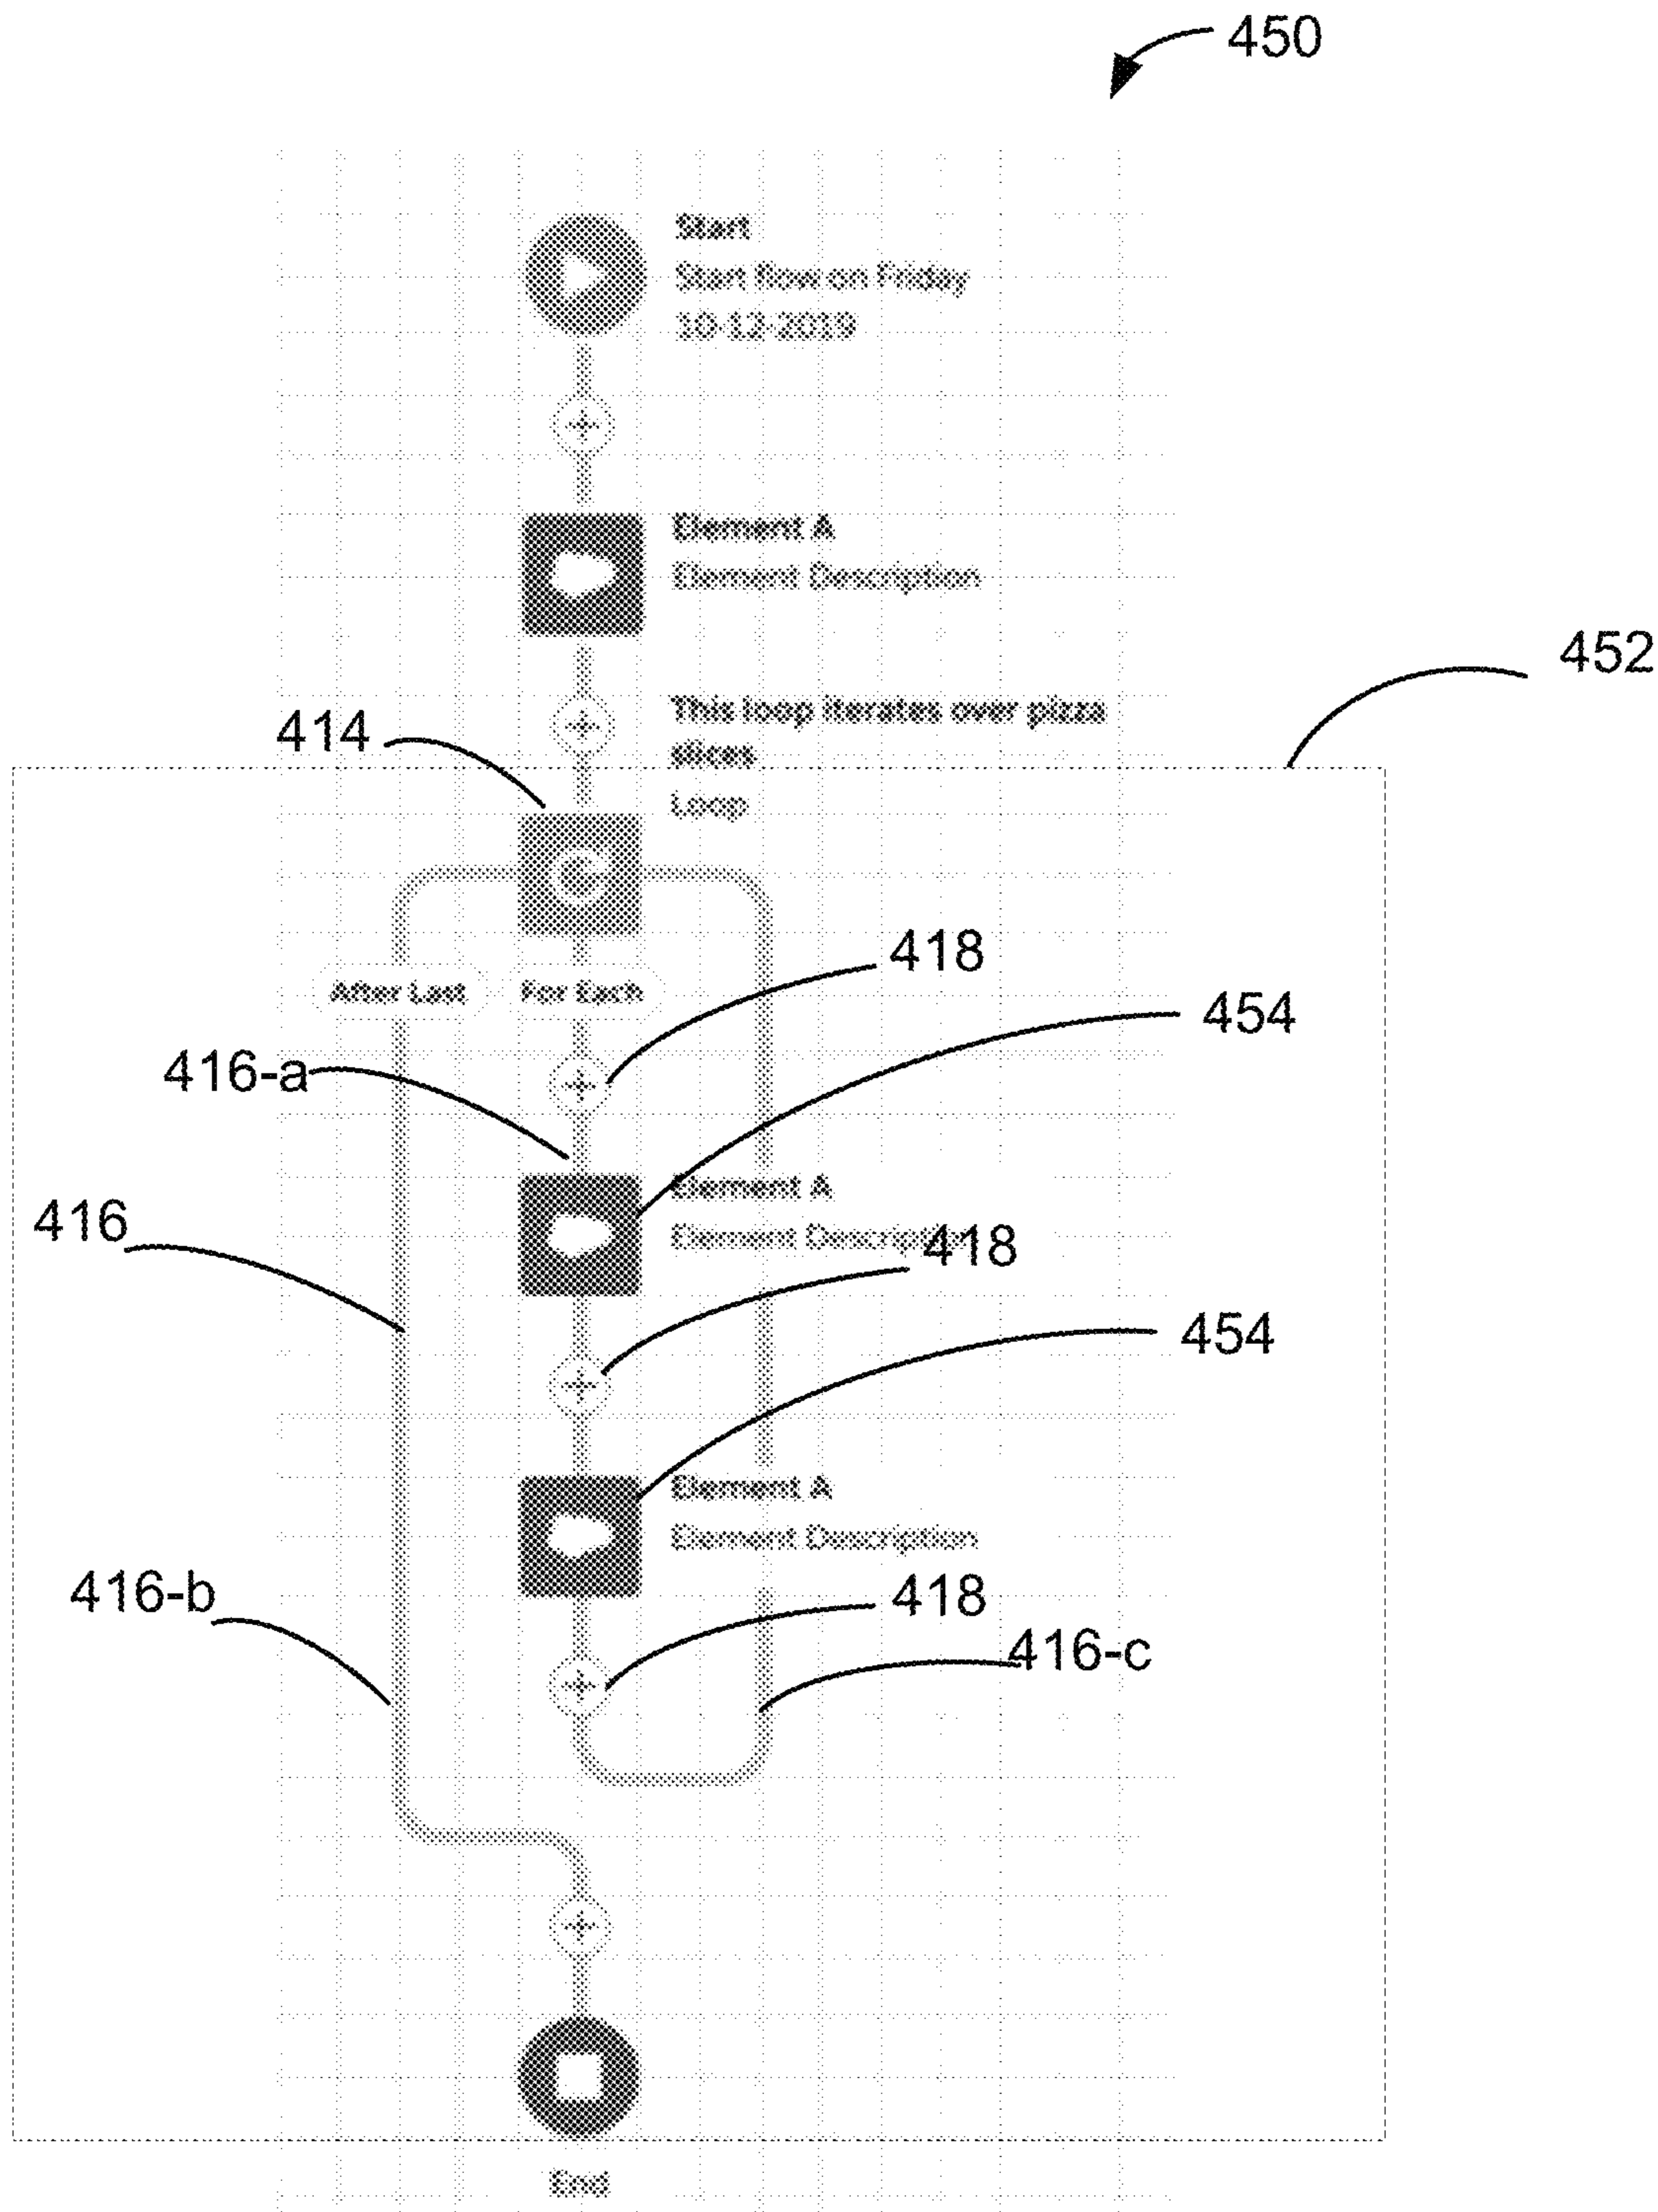 450
Start
Start flow on Friday
10-12-2019
Element A
Element Description
452
This loop iterates over pizza
slices
414
Loop
418
After Last
For Each
454
416-a
Element A
416
Element Description
418
454
Element A
Element Description
416-b
418
416-c
End